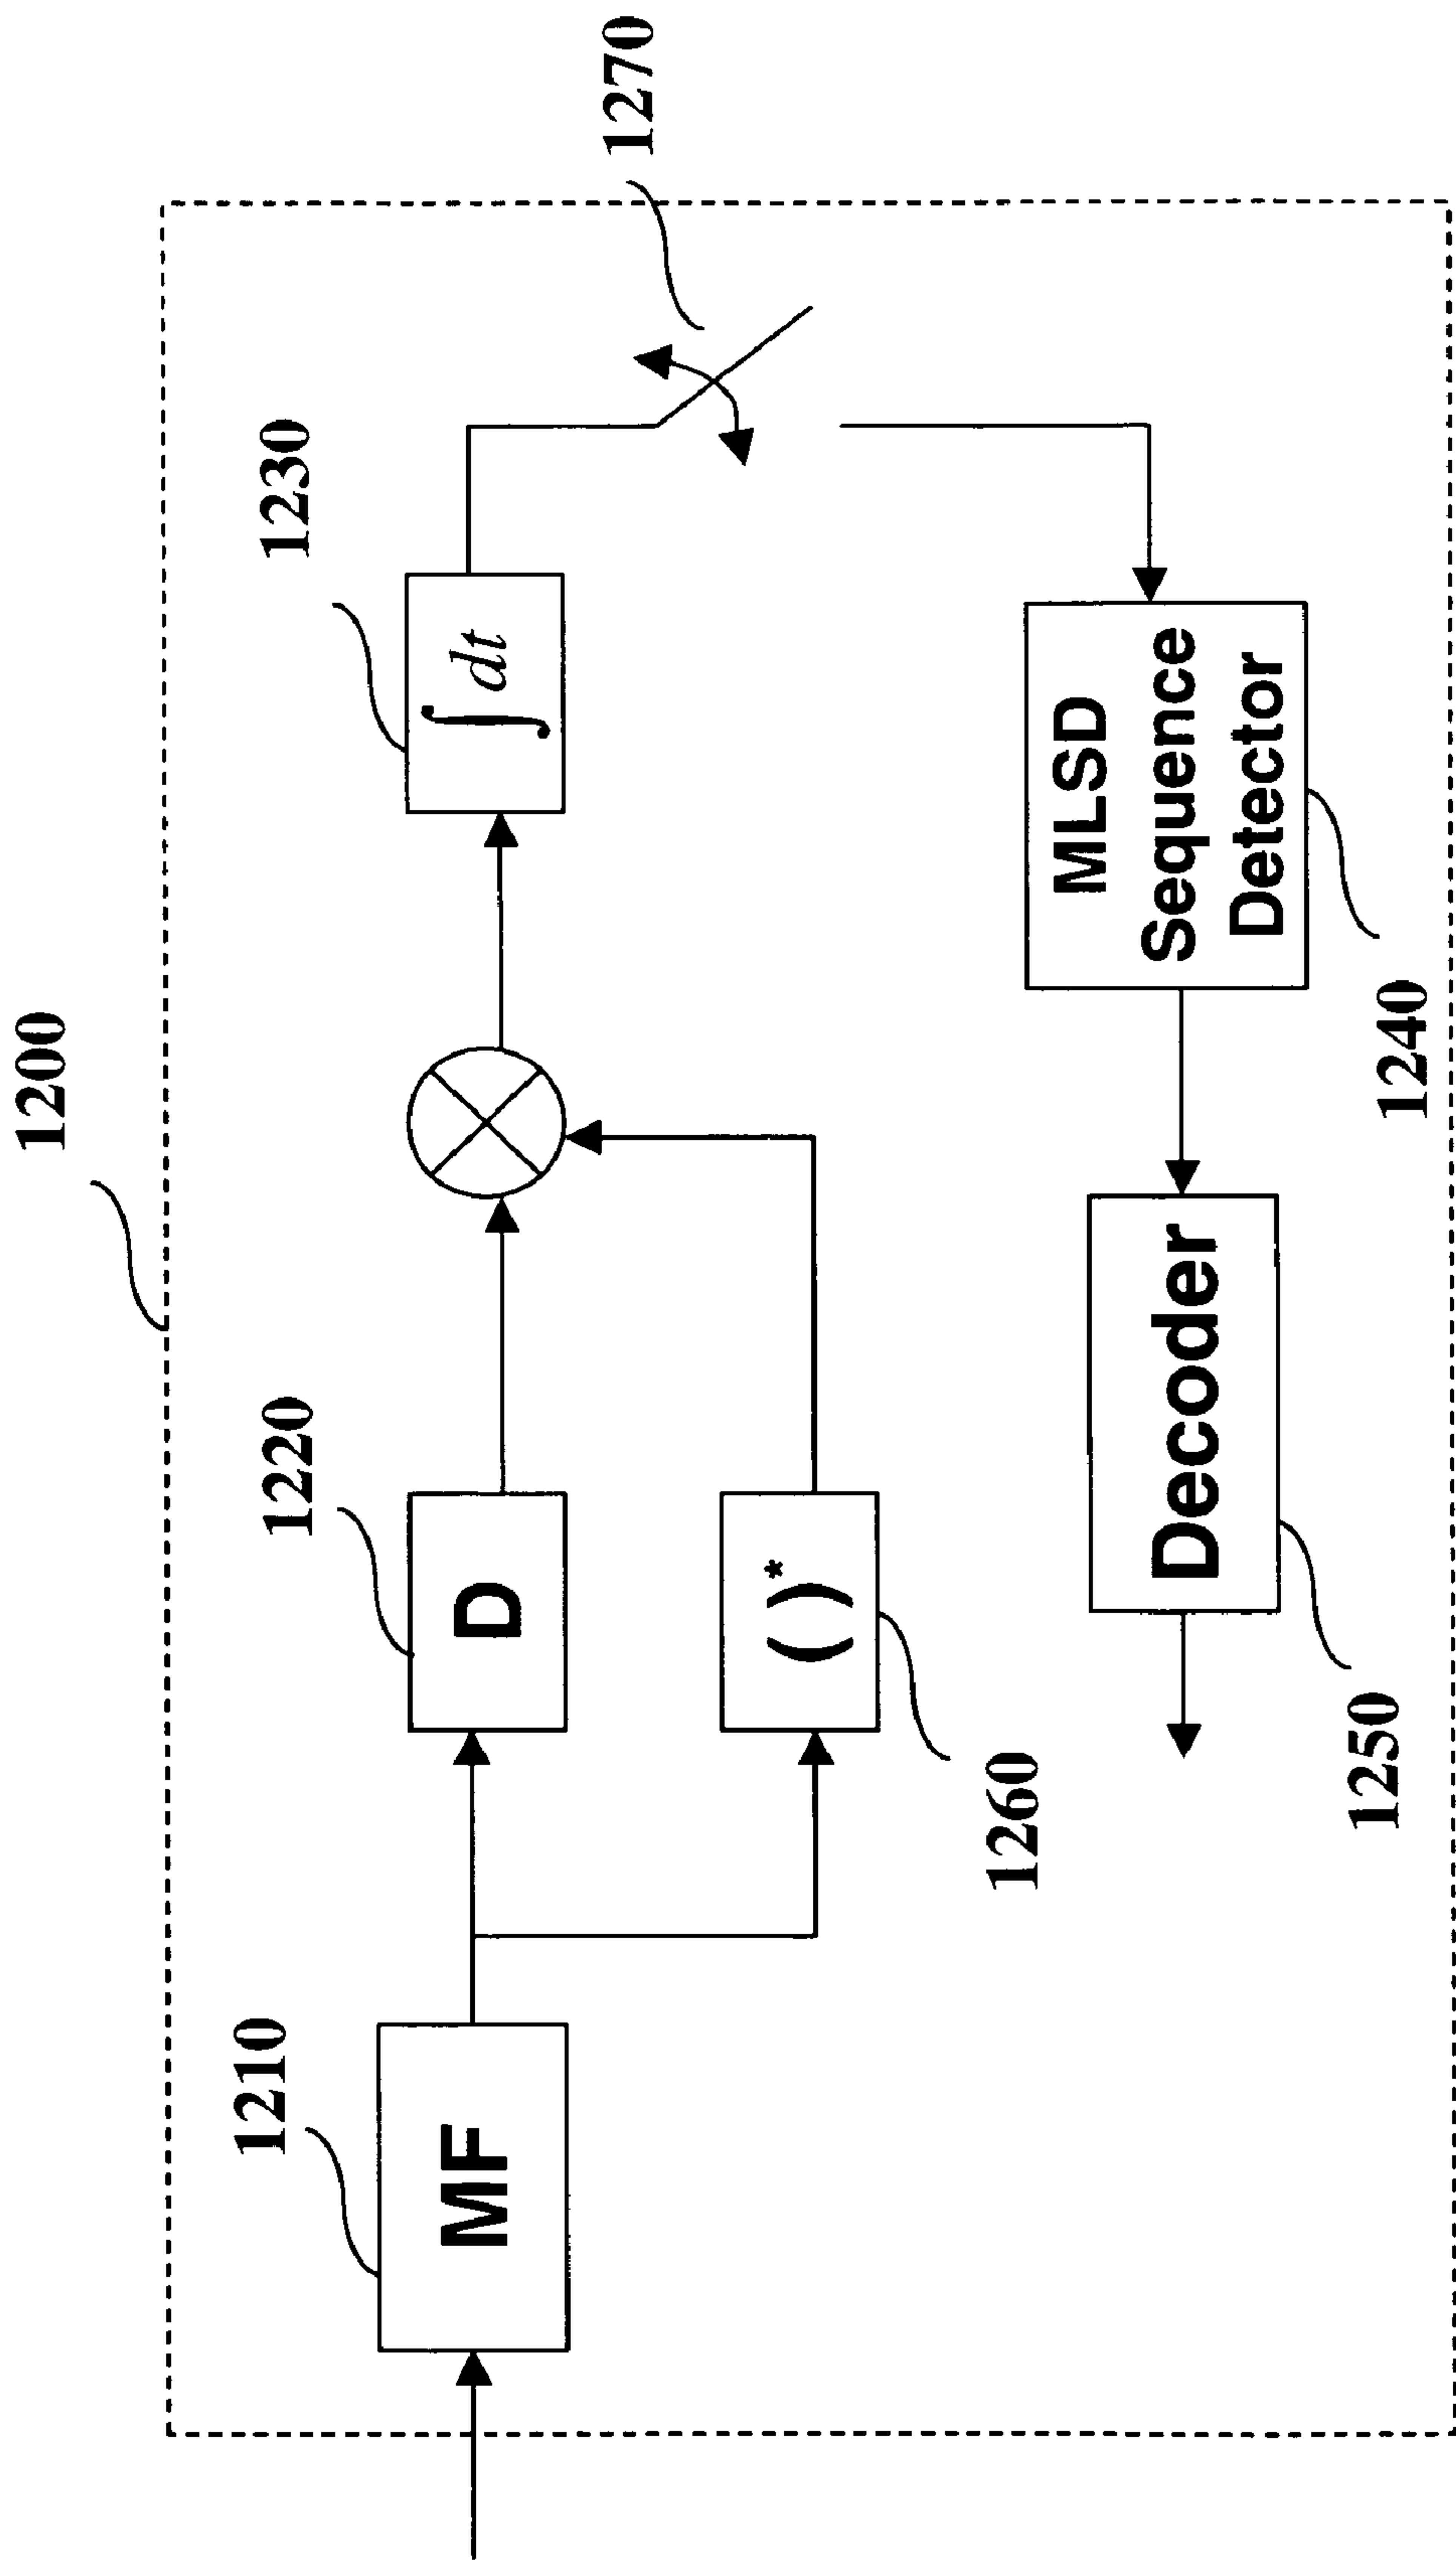 1200
1210
MF
1220
D
1230
∫ dt
1270
1260
( )*
1250
Decoder
1240
MLSD
Sequence
Detector